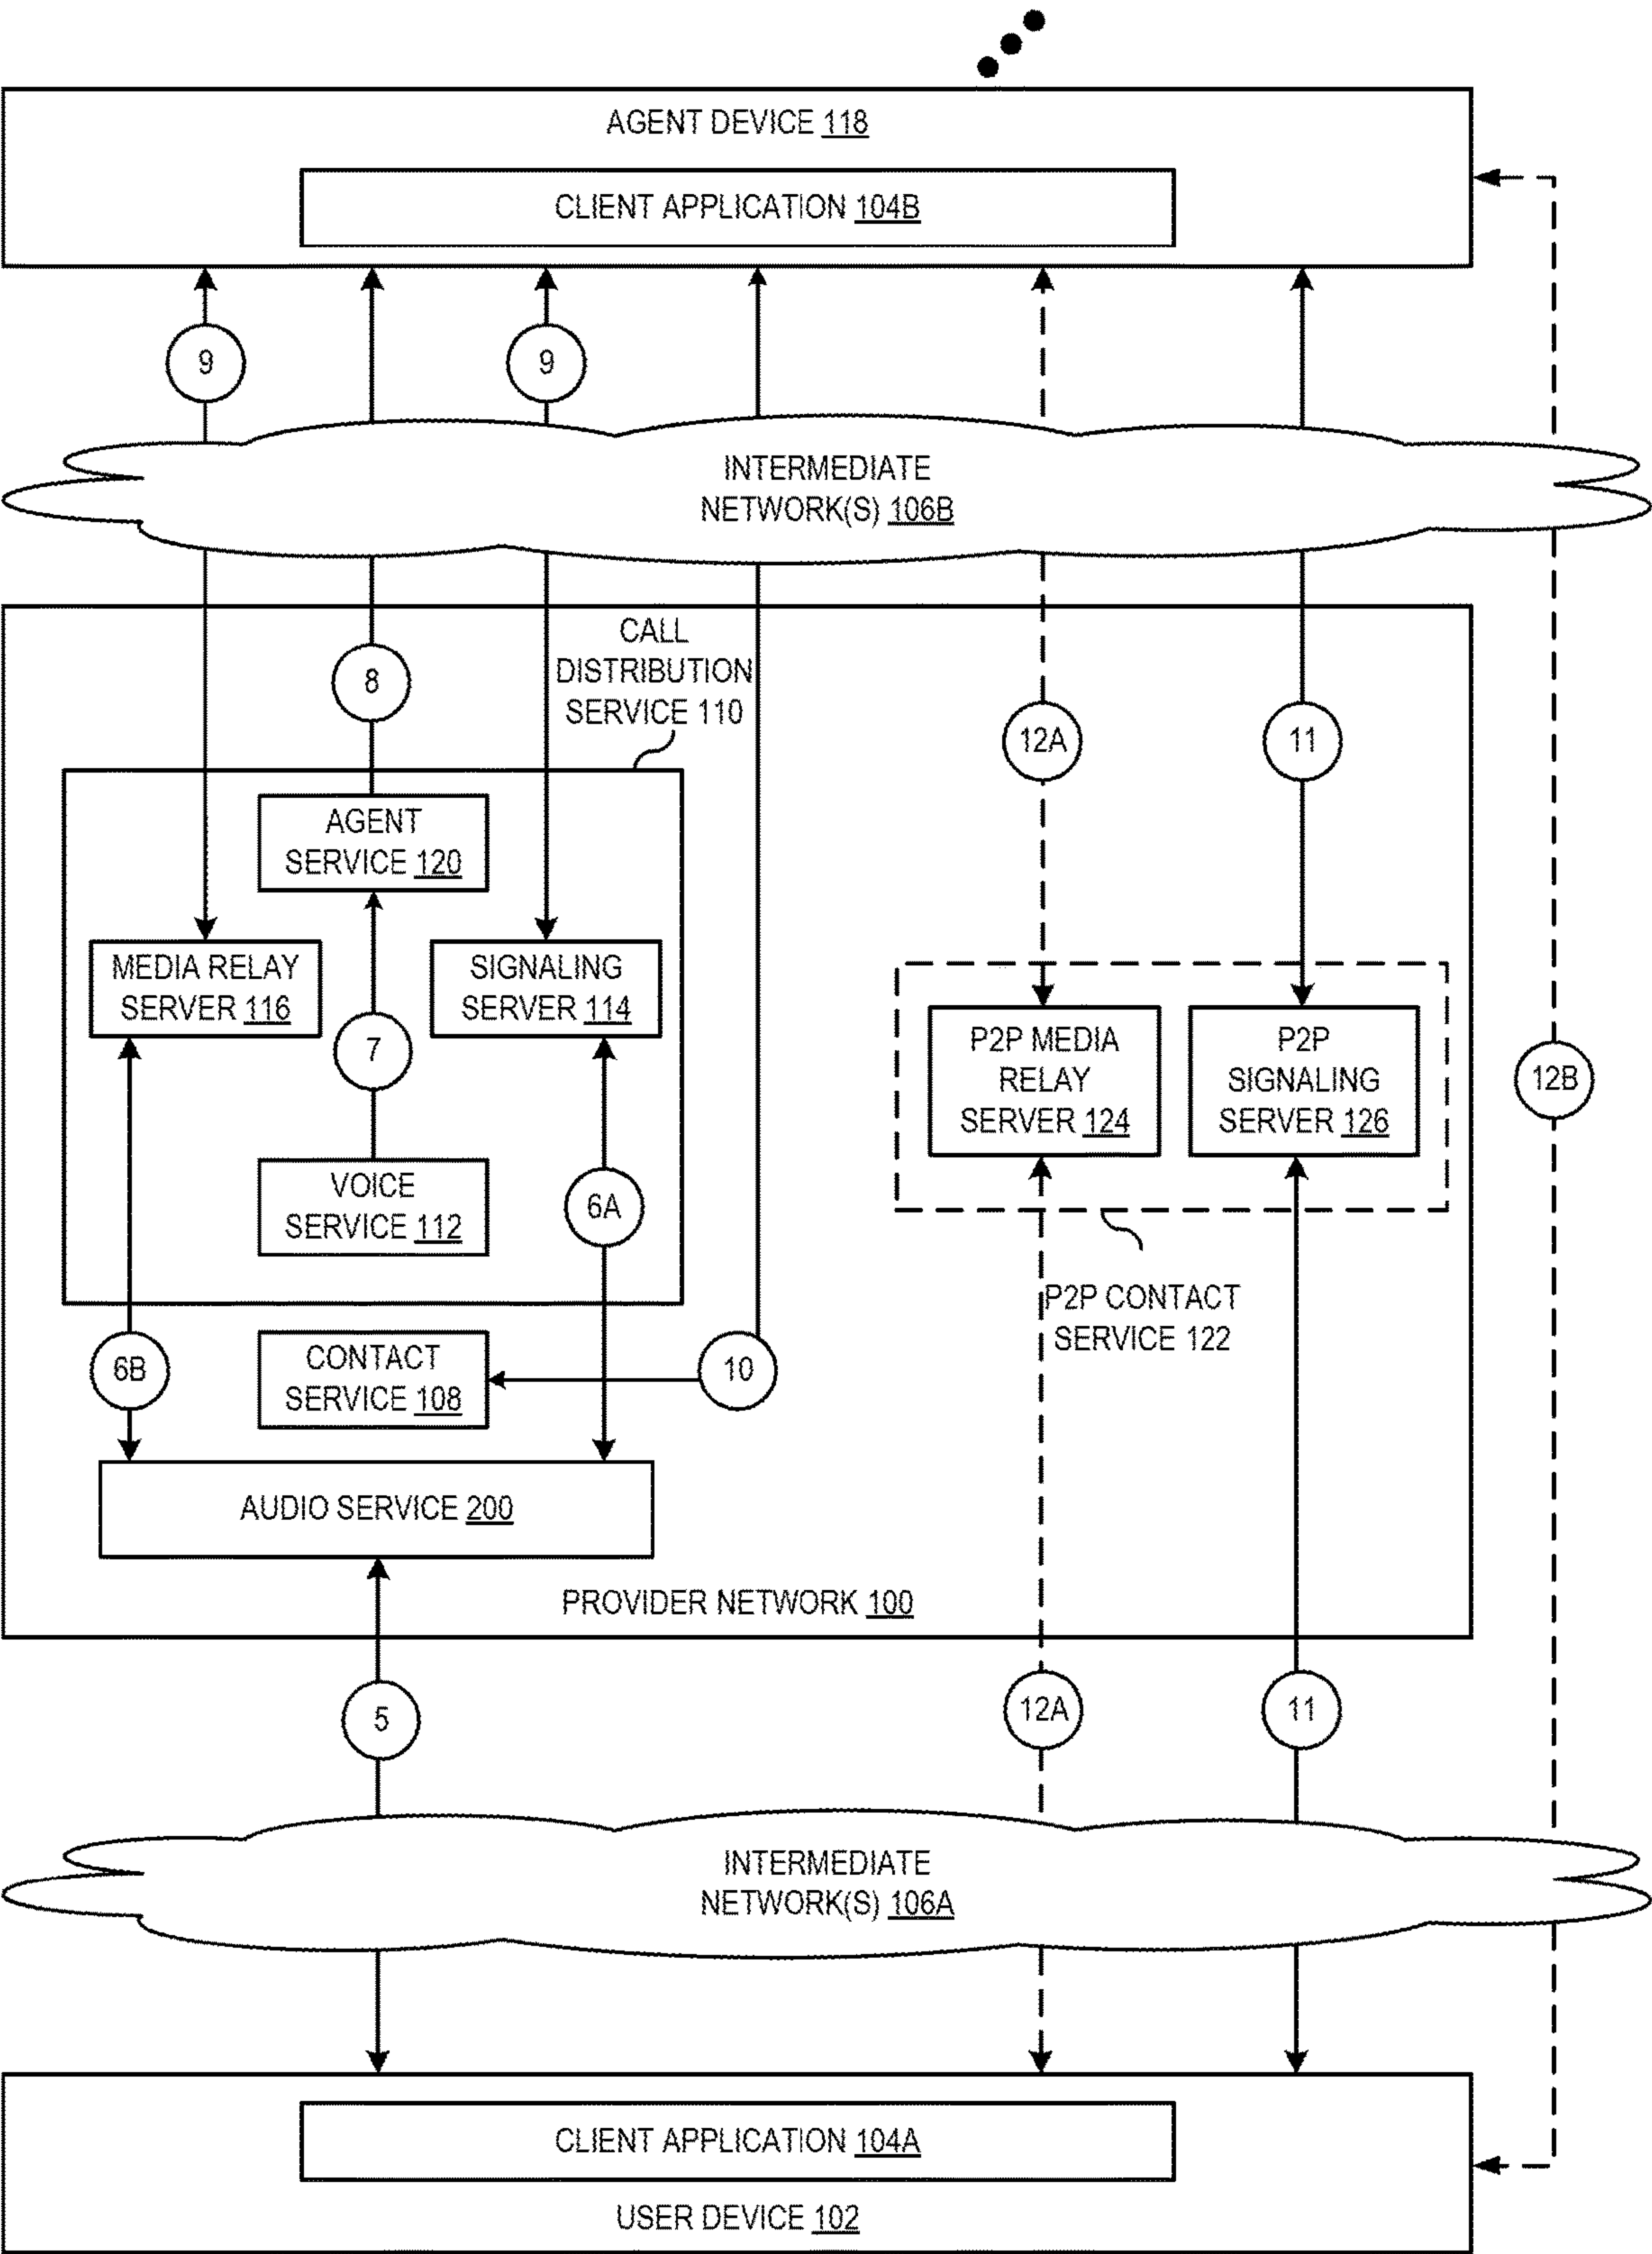 AGENT DEVICE 118
CLIENT APPLICATION 104B
9
9
INTERMEDIATE
NETWORK(S) 106B
CALL
DISTRIBUTION
SERVICE 110
8
12A
11
AGENT
SERVICE 120
MEDIA RELAY
SERVER 116
SIGNALING
SERVER 114
7
P2P MEDIA
RELAY
SERVER 124
P2P
SIGNALING
SERVER 126
12B
VOICE
SERVICE 112
6A
P2P CONTACT
SERVICE 122
6B
CONTACT
SERVICE 108
10
AUDIO SERVICE 200
PROVIDER NETWORK 100
5
12A
11
INTERMEDIATE
NETWORK(S) 106A
CLIENT APPLICATION 104A
USER DEVICE 102